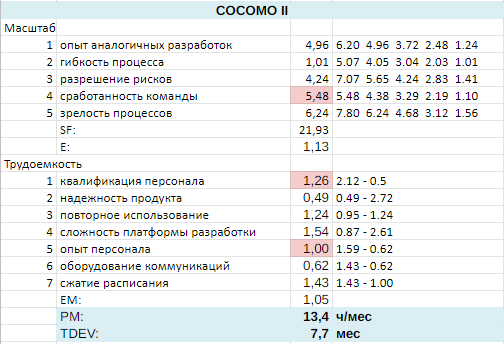 COCOMO II
Масштаб
1 опыт аналогичных разработок 4,96 6.20 4.96 3.72 2.48 1.24
2 гибкость процесса 1,01 5.07 4.05 3.04 2.03 1.01
3 разрешение рисков 4,24 7.07 5.65 4.24 2.83 1.41
4 сработанность команды 5,48 5.48 4.38 3.29 2.19 1.10
5 зрелость процессов 6,24 7.80 6.24 4.68 3.12 1.56
SF: 21,93
E: 1,13
Трудоемкость
1 квалификация персонала 1,26 2.12 - 0.5
2 надежность продукта 0,49 0.49 - 2.72
3 повторное использование 1,24 0.95 - 1.24
4 сложность платформы разработки 1,54 0.87 - 2.61
5 опыт персонала 1,00 1.59 - 0.62
6 оборудование коммуникаций 0,62 1.43 - 0.62
7 сжатие расписания 1,43 1.43 - 1.00
EM: 1,05
PM: 13,4 ч/мес
TDEV: 7,7 мес